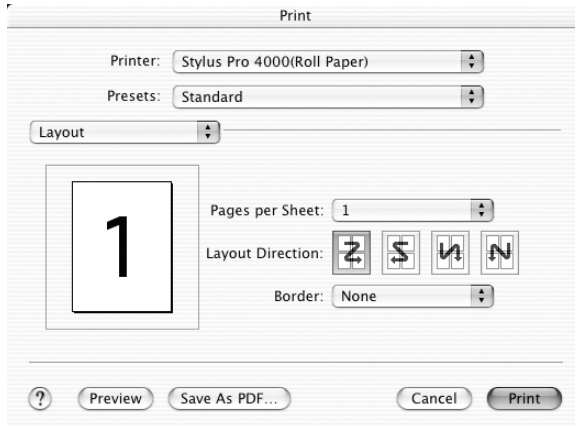 Print
Printer: Stylus Pro 4000(Roll Paper)
Presets: Standard
Layout
1
Pages per Sheet: 1
Layout Direction:
Border: None
? Preview Save As PDF... Cancel Print